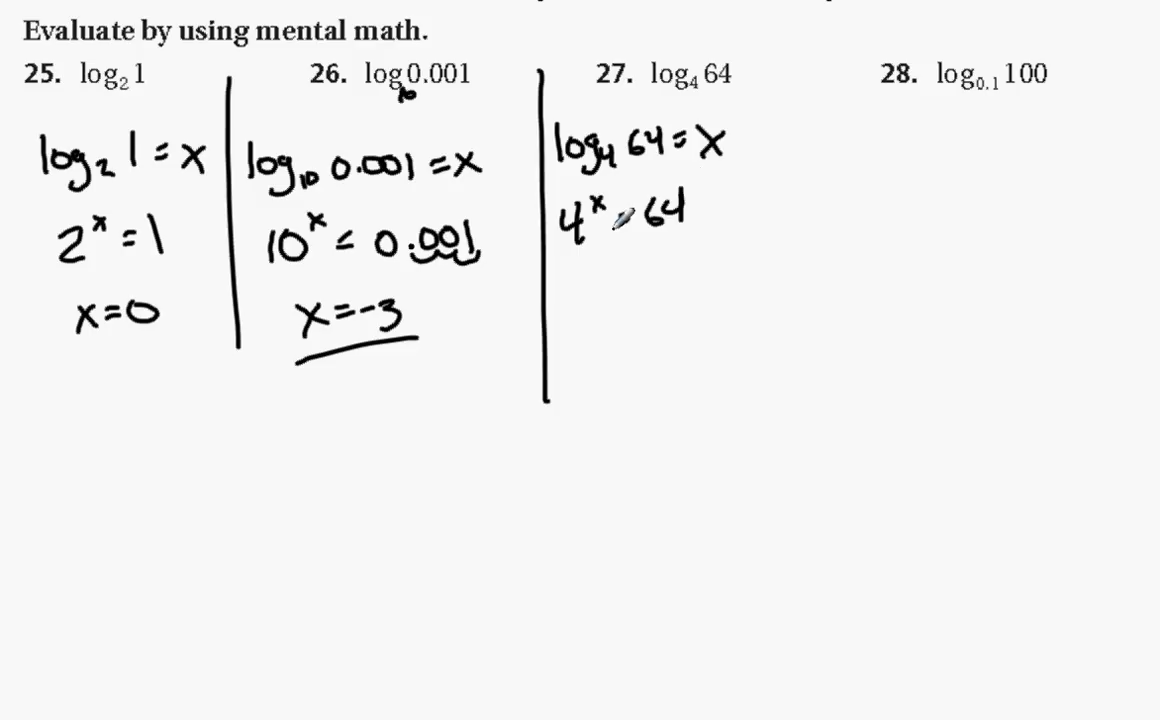 Evaluate by using mental math.
25. log₂ 1
26. log 0.001
10
27. log₄ 64
28. log₀.₁ 100
log₂ 1 = x
2ˣ = 1
x = 0
log₁₀ 0.001 = x
10ˣ = 0.001
x = -3
log₄ 64 = x
4ˣ = 64